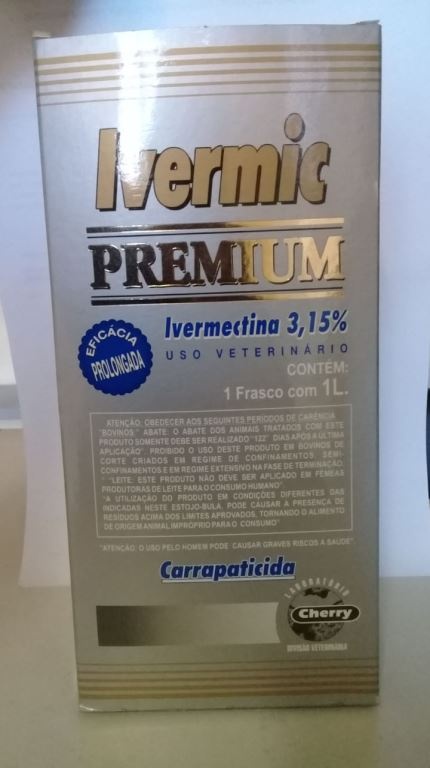 Ivermic
PREMIUM
EFICÁCIA
PROLONGADA
Ivermectina 3,15%
USO VETERINÁRIO
CONTÉM:
1 Frasco com 1L.
ATENÇÃO: OBEDECER AOS SEGUINTES PERÍODOS DE CARÊNCIA
"BOVINOS" ABATE: O ABATE DOS ANIMAIS TRATADOS COM ESTE
PRODUTO SOMENTE DEBE SER REALIZADO "122" DIAS APÓS A ÚLTIMA
APLICAÇÃO". PROIBIDO O USO DESTE PRODUTO EM BOVINOS DE
CORTE CRIADOS EM REGIME DE CONFINAMENTOS, SEMI-
CONFINAMENTOS E EM REGIME EXTENSIVO NA FASE DE TERMINAÇÃO.
" "LEITE: ESTE PRODUTO NÃO DEVE SER APLICADO EM FÊMEAS
PRODUTORAS DE LEITE PARA O CONSUMO HUMANO"
"A UTILIZAÇÃO DO PRODUTO EM CONDIÇÕES DIFERENTES DAS
INDICADAS NESTE ESTOJO-BULA, PODE CAUSAR A PRESENCA DE
RESÍDUOS ACIMA DOS LIMITES APROVADOS, TORNANDO O ALIMENTO
DE ORIGEM ANIMAL IMPROPRIO PARA O CONSUMO"
"ATENÇÃO: O USO PELO HOMEM PODE CAUSAR GRAVES RISCOS A SAÚDE".
Carrapaticida
LABORATÓRIO
Cherry
DIVISÃO VETERINÁRIA